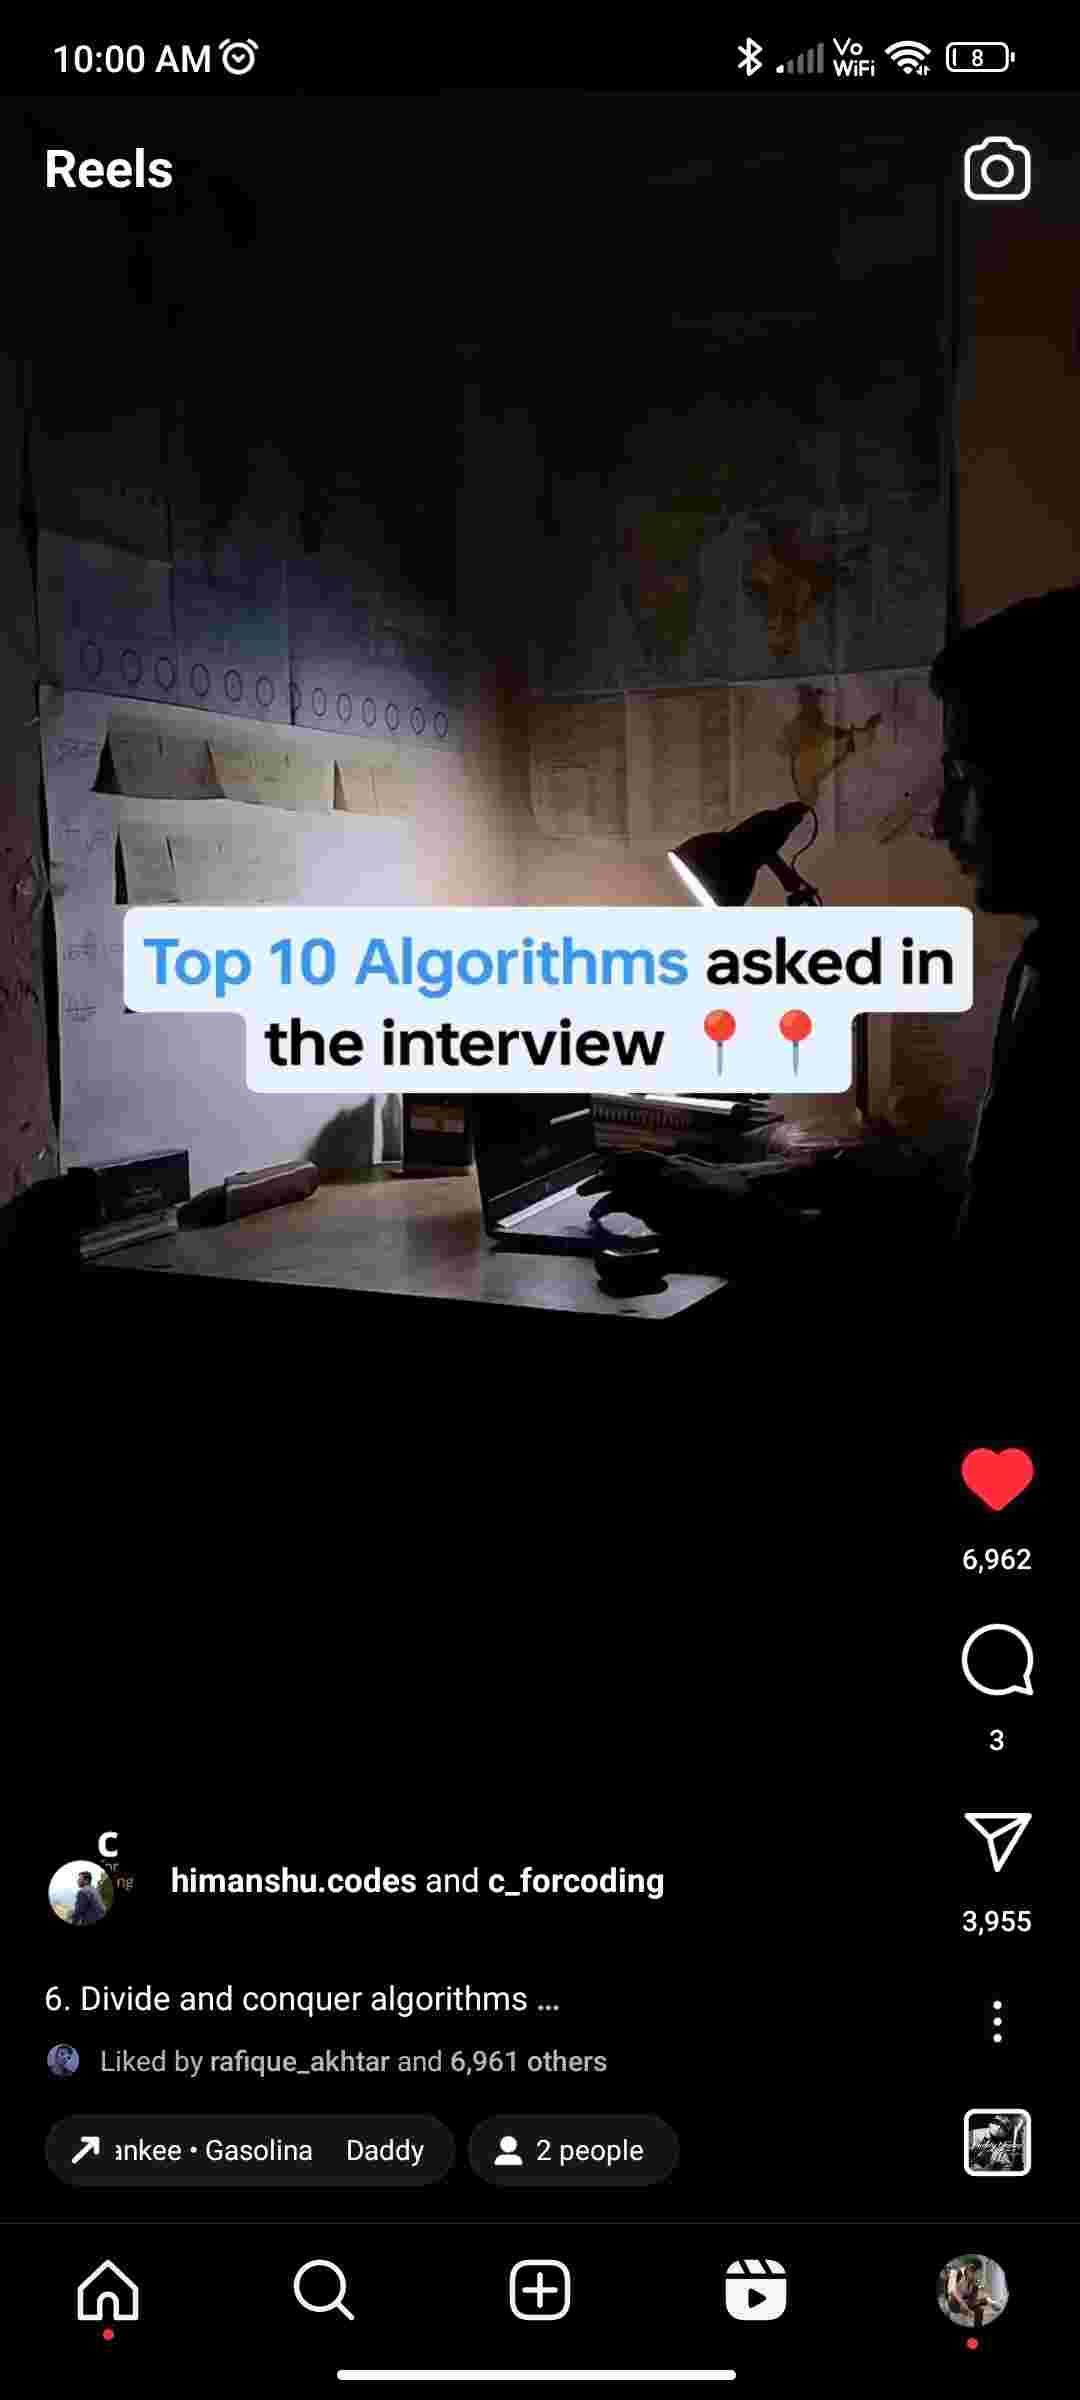 10:00 AM
Vo
WiFi
8
Reels
Top 10 Algorithms asked in
the interview 📍 📍
6,962
3
3,955
C
for
ng
himanshu.codes and c_forcoding
6. Divide and conquer algorithms ...
Liked by rafique_akhtar and 6,961 others
ankee • Gasolina Daddy
2 people